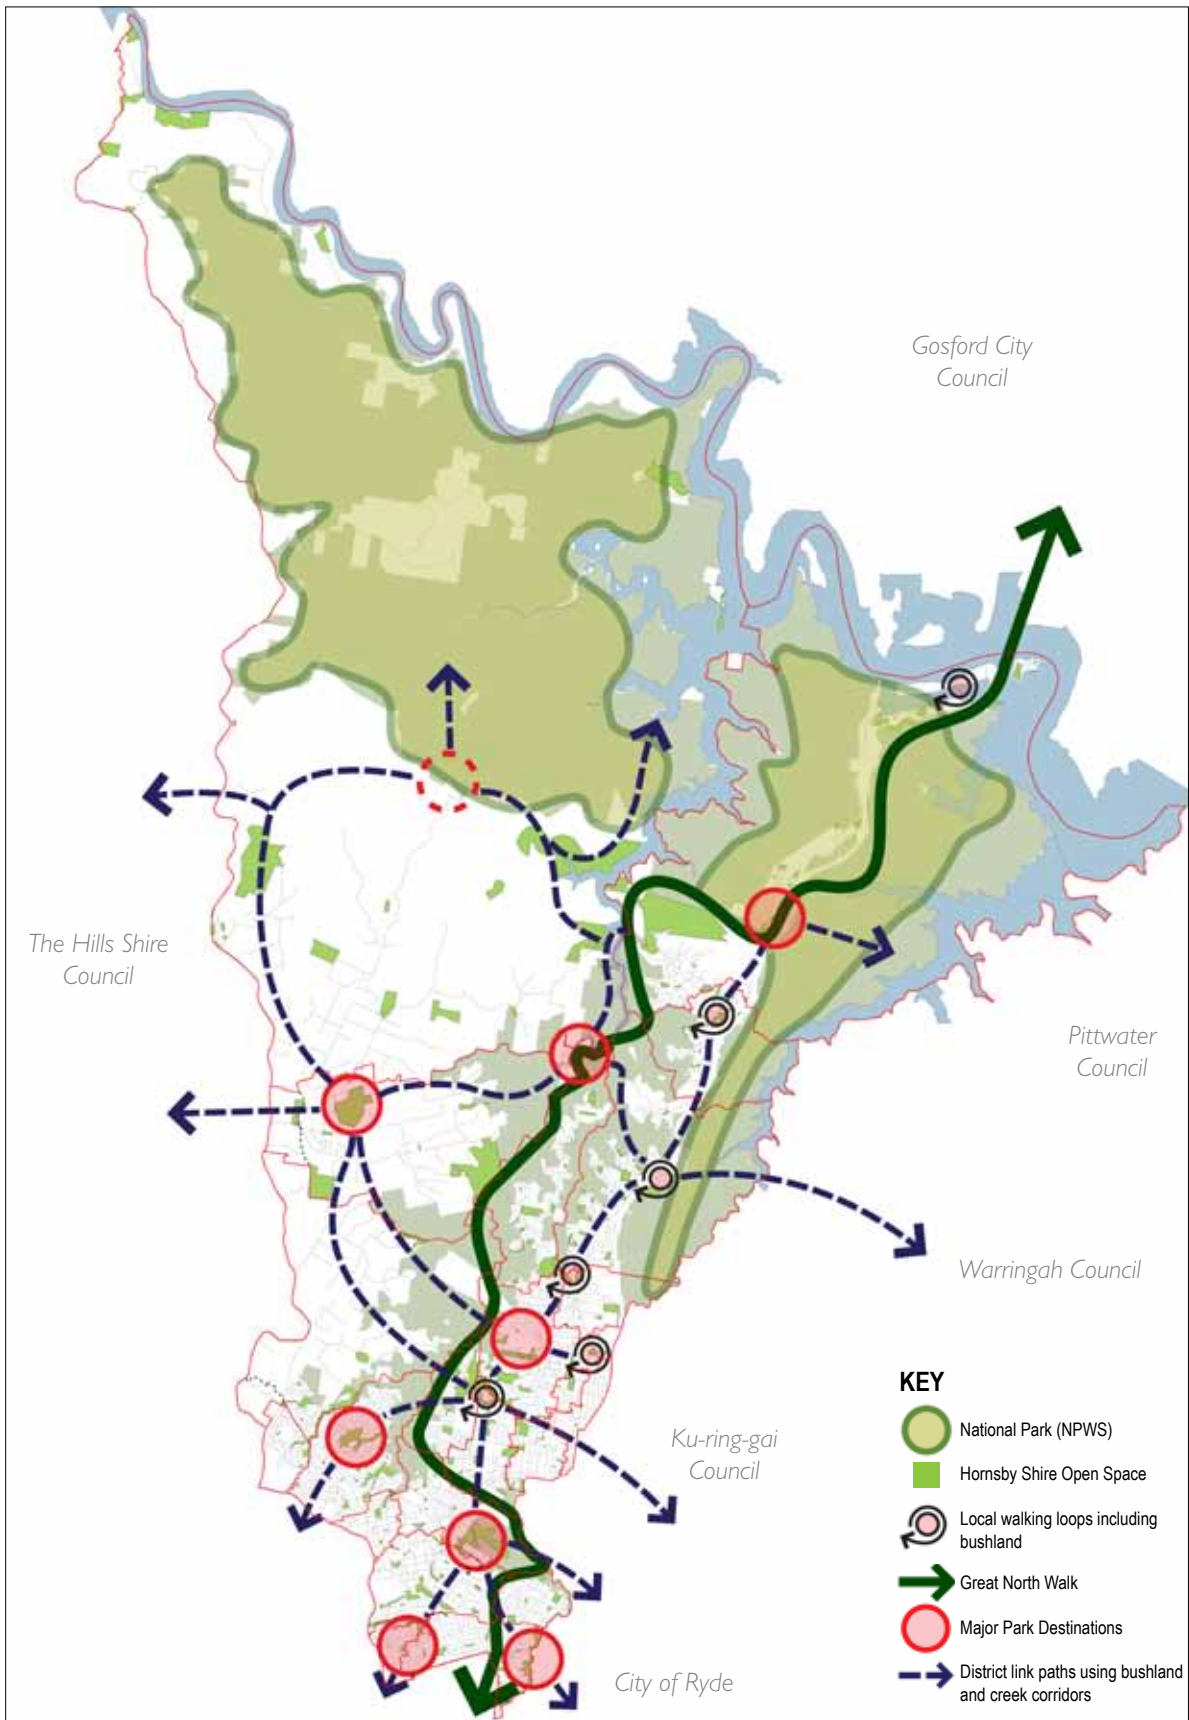 Gosford City
Council
The Hills Shire
Council
Pittwater
Council
Warringah Council
Ku-ring-gai
Council
City of Ryde
KEY
National Park (NPWS)
Hornsby Shire Open Space
Local walking loops including
bushland
Great North Walk
Major Park Destinations
District link paths using bushland
and creek corridors